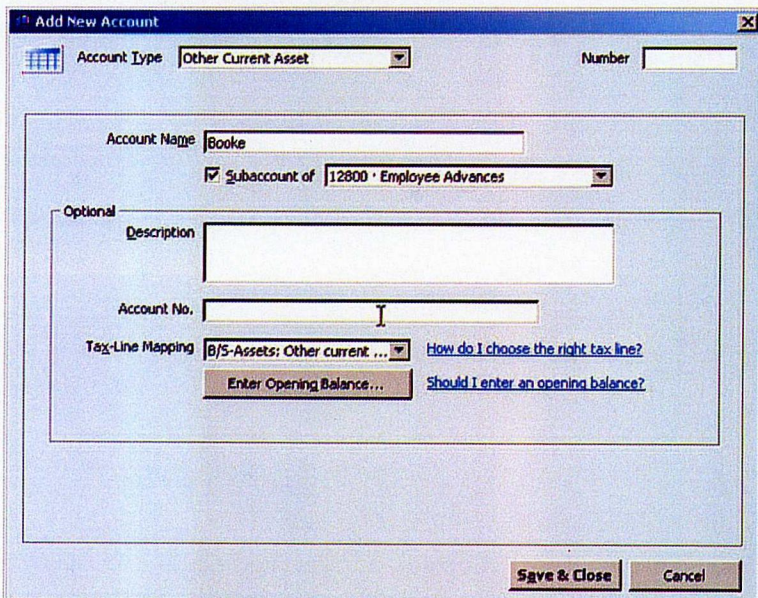 Add New Account
Account Type Other Current Asset Number
Account Name Booke
Subaccount of 12800 · Employee Advances
Optional
Description
Account No.
Tax-Line Mapping B/S-Assets: Other current ... How do I choose the right tax line?
Enter Opening Balance... Should I enter an opening balance?
Save & Close Cancel